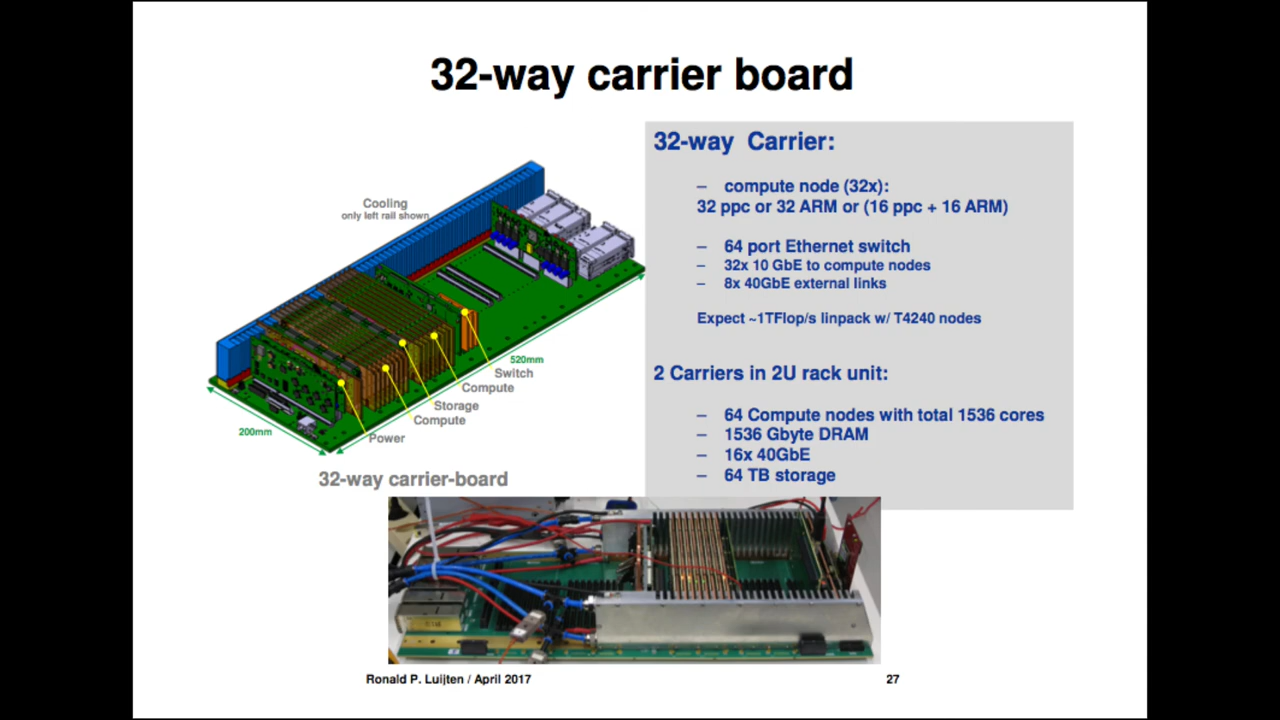 32-way carrier board
Cooling
only left rail shown
520mm
Switch
Compute
Storage
Compute
200mm
Power
32-way carrier-board
32-way Carrier:
– compute node (32x):
32 ppc or 32 ARM or (16 ppc + 16 ARM)
– 64 port Ethernet switch
– 32x 10 GbE to compute nodes
– 8x 40GbE external links
Expect ~1TFlop/s linpack w/ T4240 nodes
2 Carriers in 2U rack unit:
– 64 Compute nodes with total 1536 cores
– 1536 Gbyte DRAM
– 16x 40GbE
– 64 TB storage
Ronald P. Luijten / April 2017
27